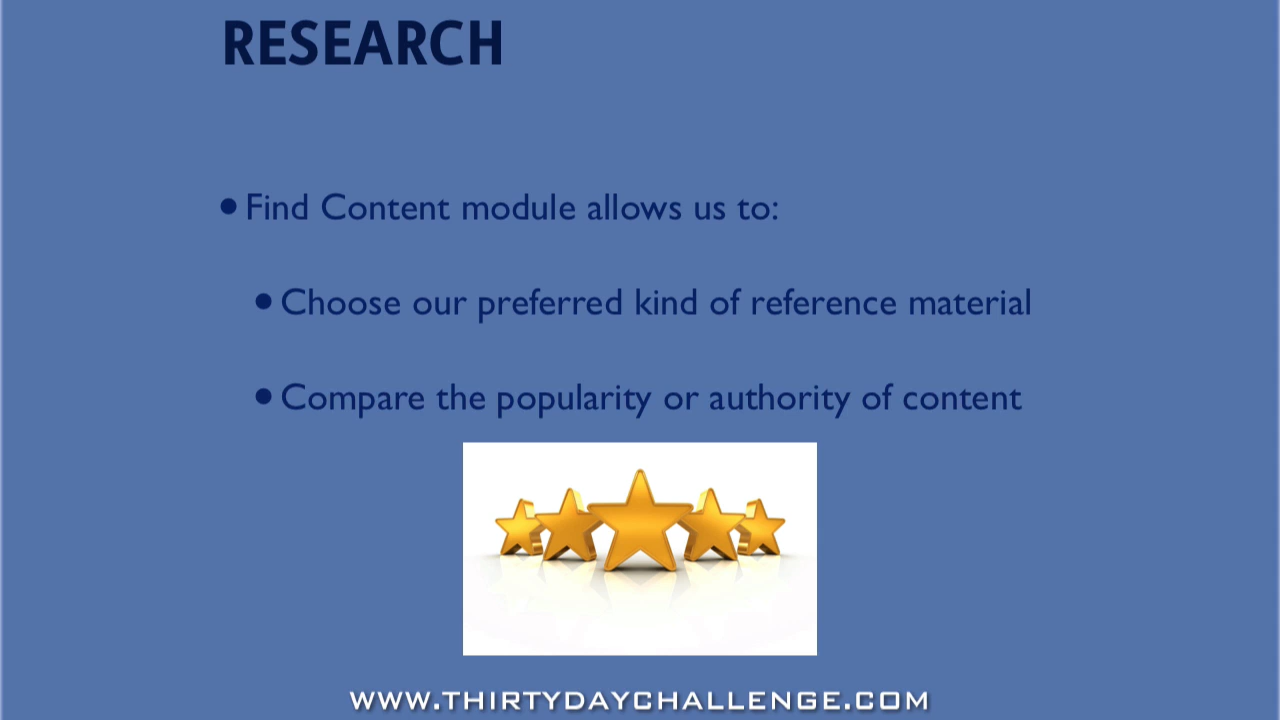 RESEARCH
• Find Content module allows us to:
• Choose our preferred kind of reference material
• Compare the popularity or authority of content
WWW.THIRTYDAYCHALLENGE.COM